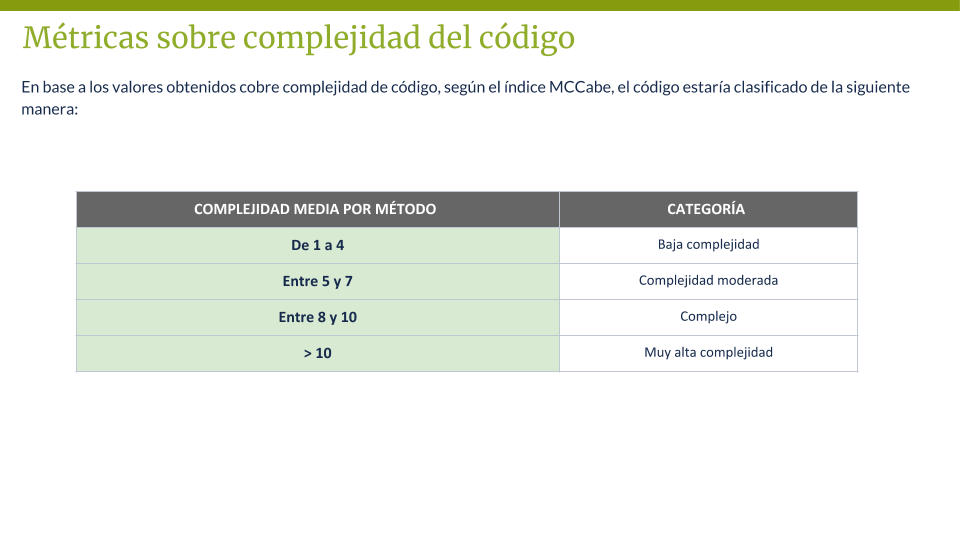 Métricas sobre complejidad del código
En base a los valores obtenidos cobre complejidad de código, según el índice MCCabe, el código estaría clasificado de la siguiente
manera:
COMPLEJIDAD MEDIA POR MÉTODO CATEGORÍA
De 1 a 4 Baja complejidad
Entre 5 y 7 Complejidad moderada
Entre 8 y 10 Complejo
> 10 Muy alta complejidad